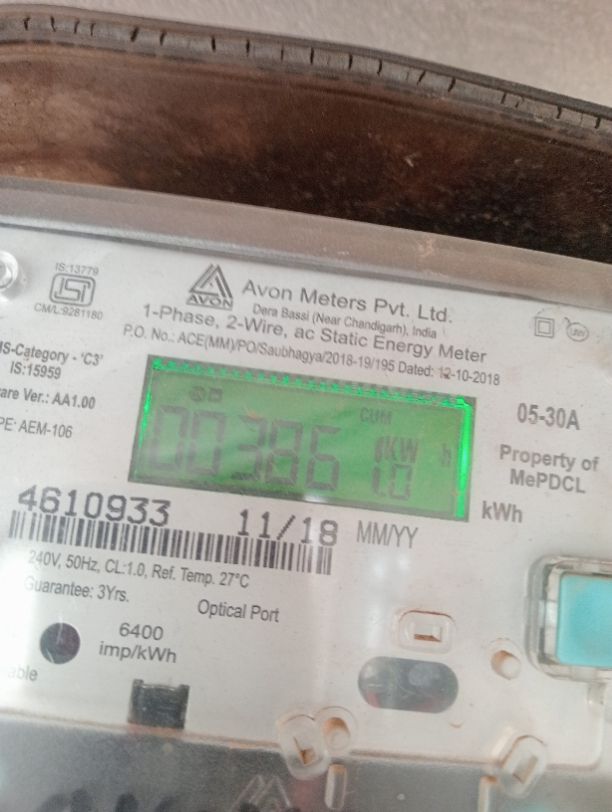 IS:13779
ISI
CM/L:9281180
AVON
Avon Meters Pvt. Ltd.
Dera Bassi (Near Chandigarh), India
1-Phase, 2-Wire, ac Static Energy Meter
P.O. No.: ACE(MM)/PO/Saubhagya/2018-19/195 Dated: 12-10-2018
IS-Category - 'C3'
IS:15959
are Ver.: AA1.00
PE: AEM-106
CUM
00386
KW h
1.0
05-30A
Property of
MePDCL
kWh
4610933 11/18 MM/YY
240V, 50Hz, CL:1.0, Ref. Temp. 27°C
Guarantee: 3Yrs.
Optical Port
6400
imp/kWh
able